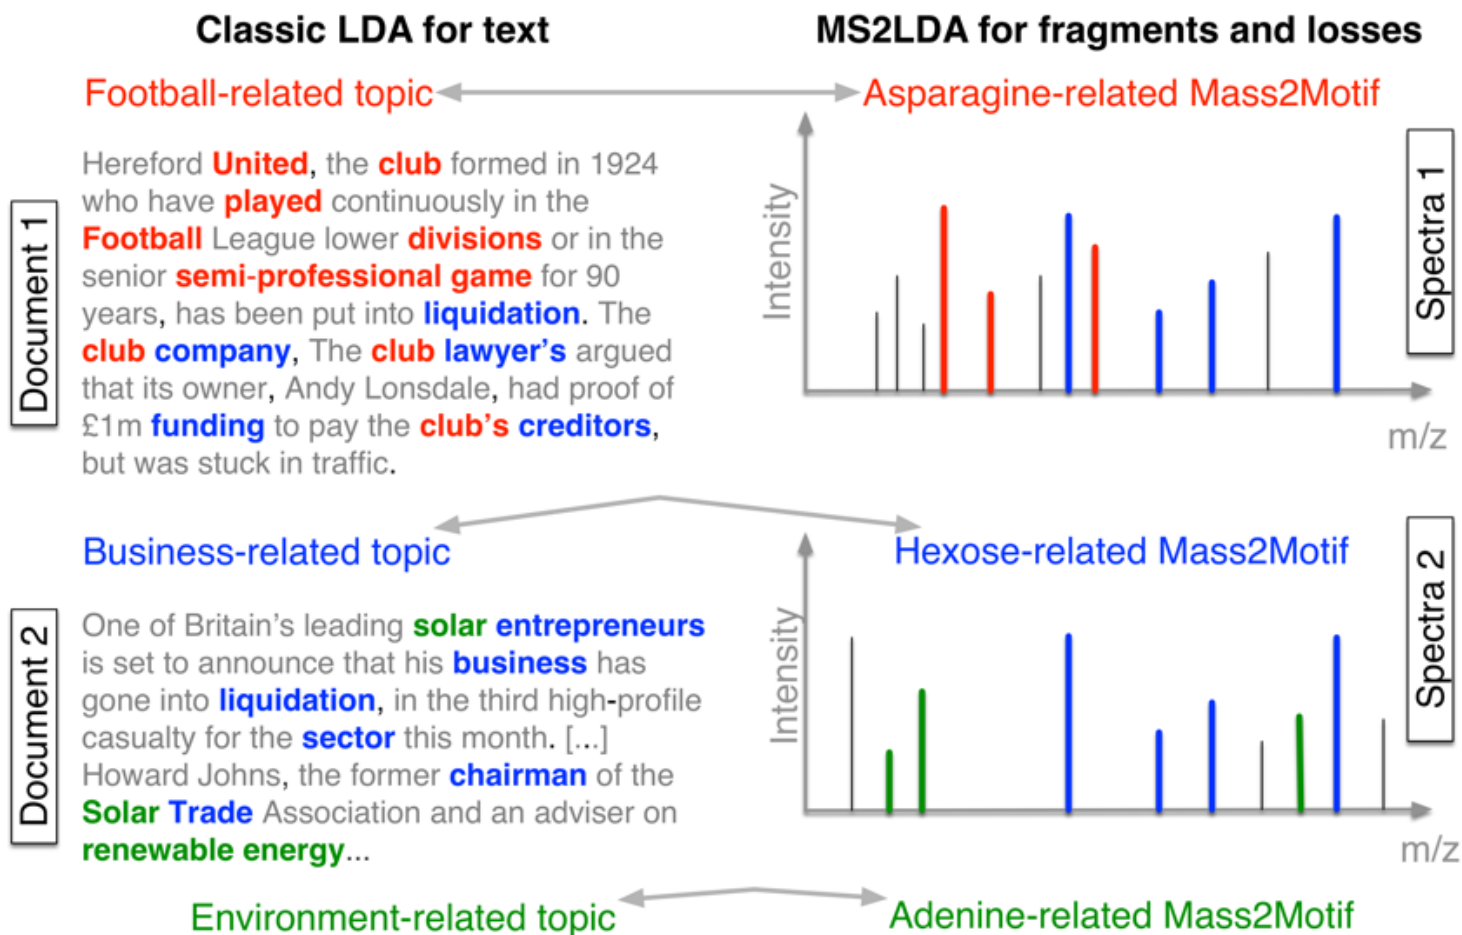 Classic LDA for text
MS2LDA for fragments and losses
Football-related topic
Asparagine-related Mass2Motif
Document 1
Hereford United, the club formed in 1924
who have played continuously in the
Football League lower divisions or in the
senior semi-professional game for 90
years, has been put into liquidation. The
club company, The club lawyer's argued
that its owner, Andy Lonsdale, had proof of
£1m funding to pay the club's creditors,
but was stuck in traffic.
Intensity
m/z
Spectra 1
Business-related topic
Hexose-related Mass2Motif
Document 2
One of Britain's leading solar entrepreneurs
is set to announce that his business has
gone into liquidation, in the third high-profile
casualty for the sector this month. [...]
Howard Johns, the former chairman of the
Solar Trade Association and an adviser on
renewable energy...
Intensity
m/z
Spectra 2
Environment-related topic
Adenine-related Mass2Motif